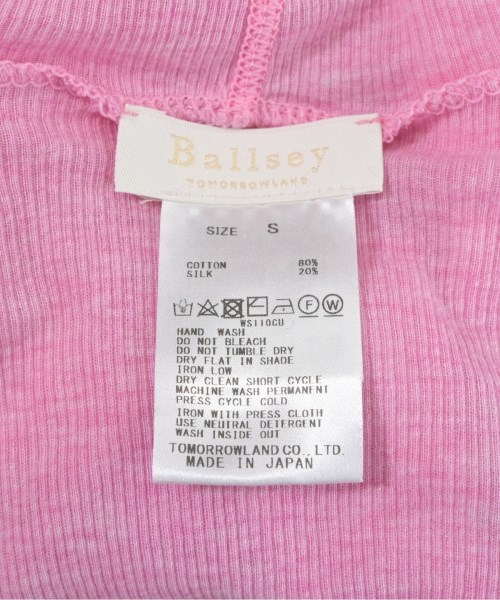 Ballsey
TOMORROWLAND
SIZE S
COTTON 80%
SILK 20%
F W
WS110CU
HAND WASH
DO NOT BLEACH
DO NOT TUMBLE DRY
DRY FLAT IN SHADE
IRON LOW
DRY CLEAN SHORT CYCLE
MACHINE WASH PERMANENT
PRESS CYCLE COLD
IRON WITH PRESS CLOTH
USE NEUTRAL DETERGENT
WASH INSIDE OUT
TOMORROWLAND CO., LTD.
MADE IN JAPAN